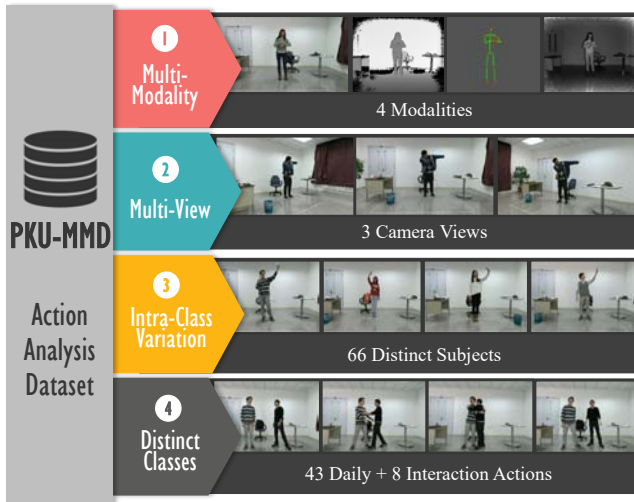 PKU-MMD
Action
Analysis
Dataset
1
Multi-
Modality
4 Modalities
2
Multi-View
3 Camera Views
3
Intra-Class
Variation
66 Distinct Subjects
4
Distinct
Classes
43 Daily + 8 Interaction Actions